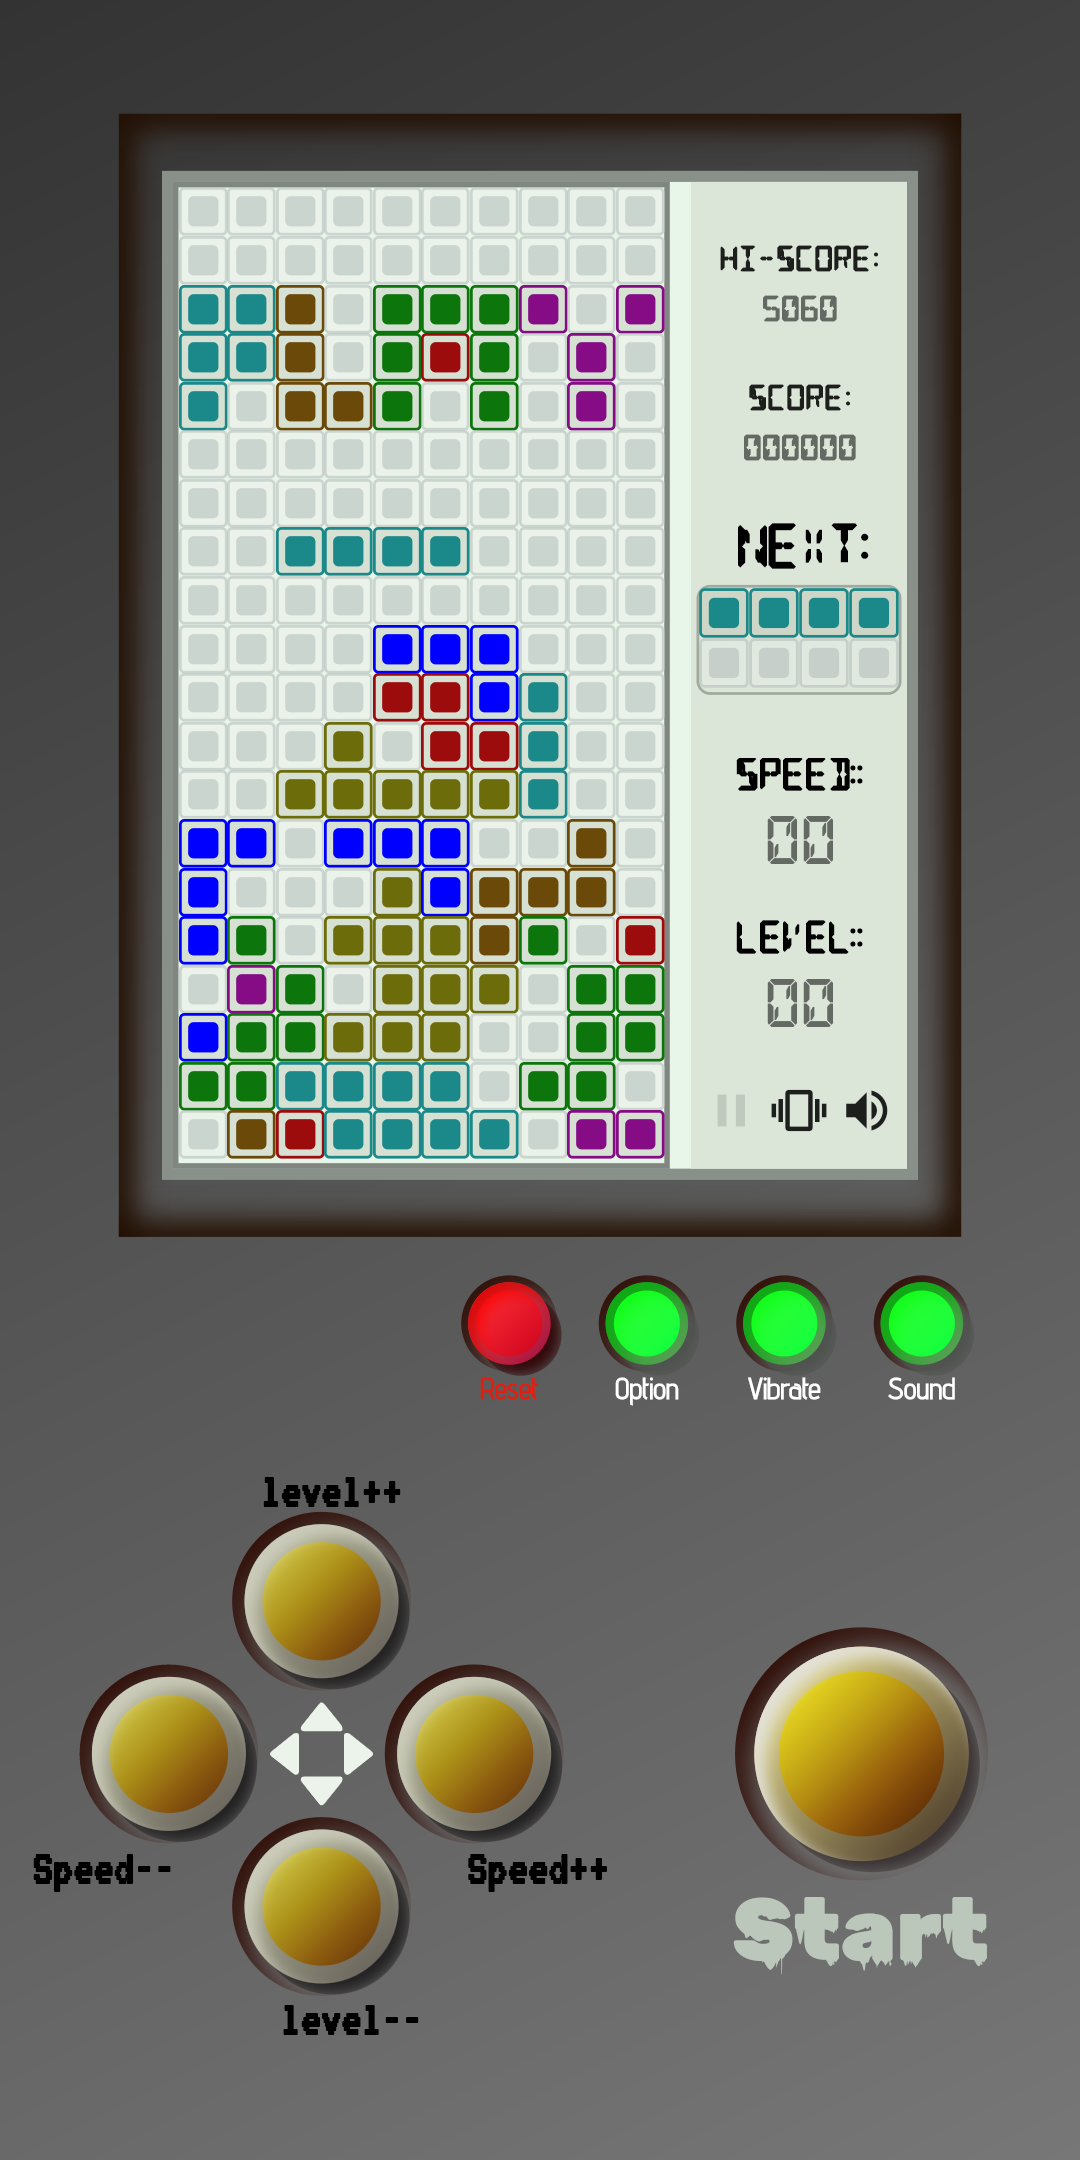 HI-SCORE:
5060
SCORE:
000000
NEXT:
SPEED::
00
LEVEL::
00
Reset Option Vibrate Sound
level++
Speed-- Speed++
Start
level--